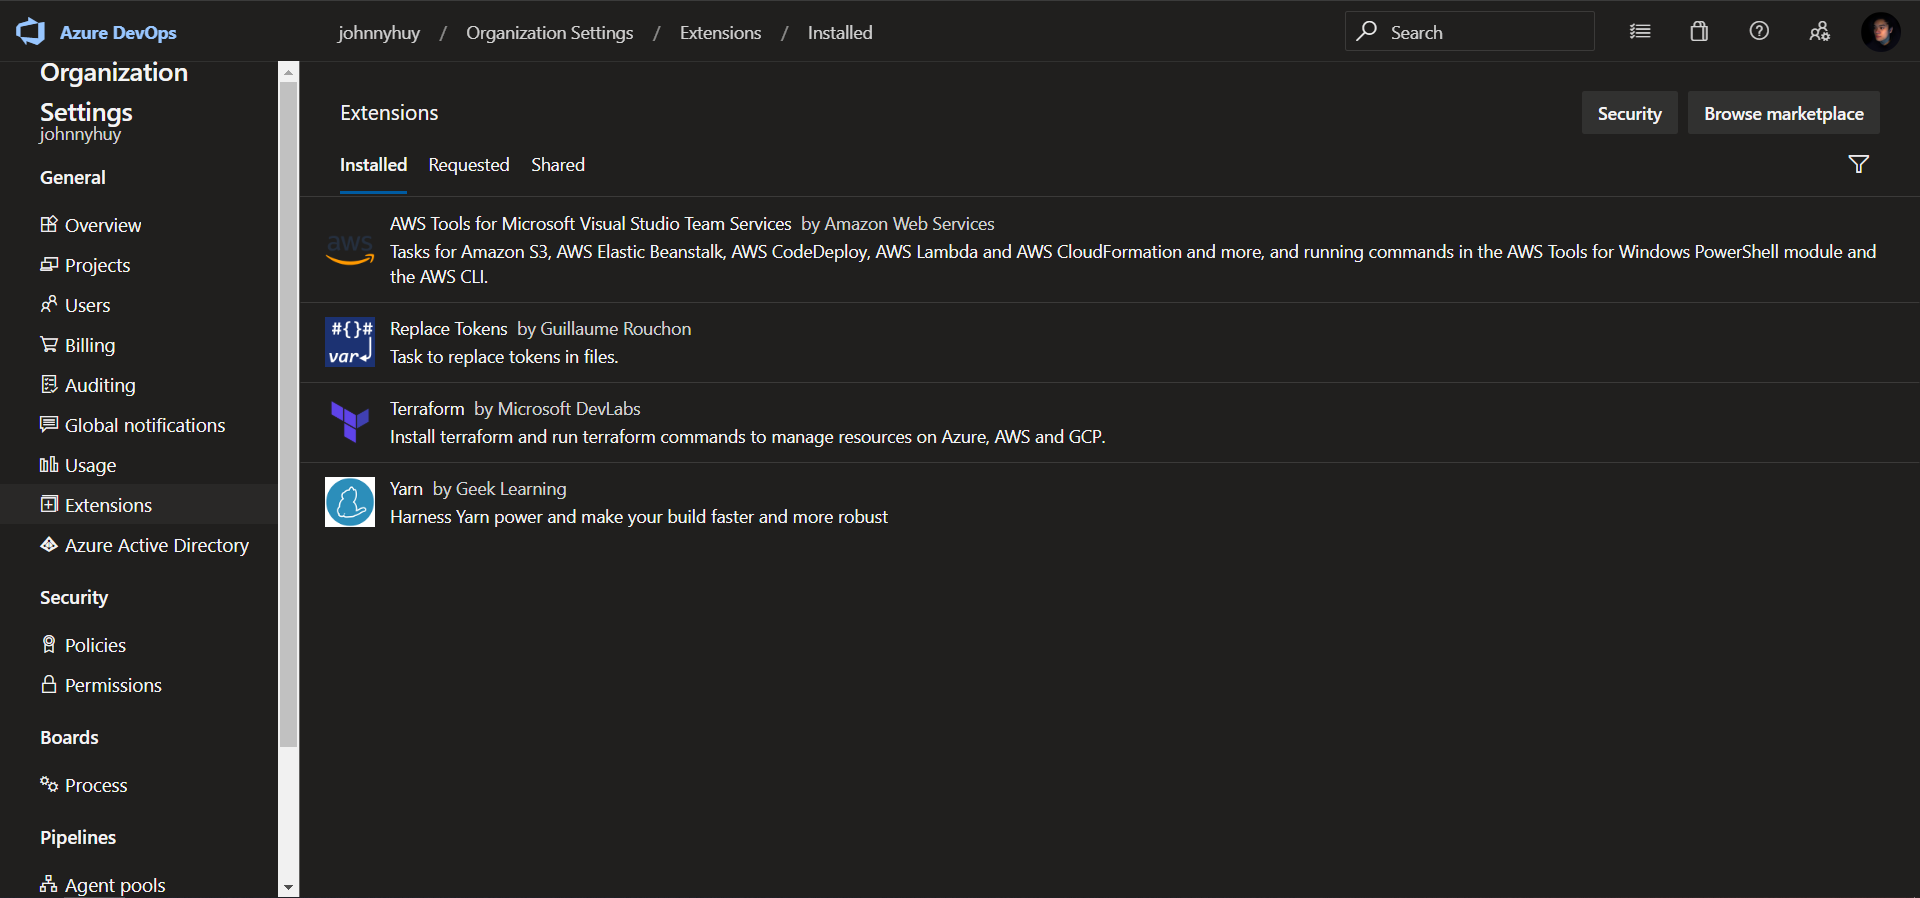 Azure DevOps
johnnyhuy / Organization Settings / Extensions / Installed
Search
Organization
Settings
johnnyhuy
General
Overview
Projects
Users
Billing
Auditing
Global notifications
Usage
Extensions
Azure Active Directory
Security
Policies
Permissions
Boards
Process
Pipelines
Agent pools
Extensions
Security
Browse marketplace
Installed Requested Shared
aws
AWS Tools for Microsoft Visual Studio Team Services by Amazon Web Services
Tasks for Amazon S3, AWS Elastic Beanstalk, AWS CodeDeploy, AWS Lambda and AWS CloudFormation and more, and running commands in the AWS Tools for Windows PowerShell module and
the AWS CLI.
#{}#
var
Replace Tokens by Guillaume Rouchon
Task to replace tokens in files.
Terraform by Microsoft DevLabs
Install terraform and run terraform commands to manage resources on Azure, AWS and GCP.
Yarn by Geek Learning
Harness Yarn power and make your build faster and more robust